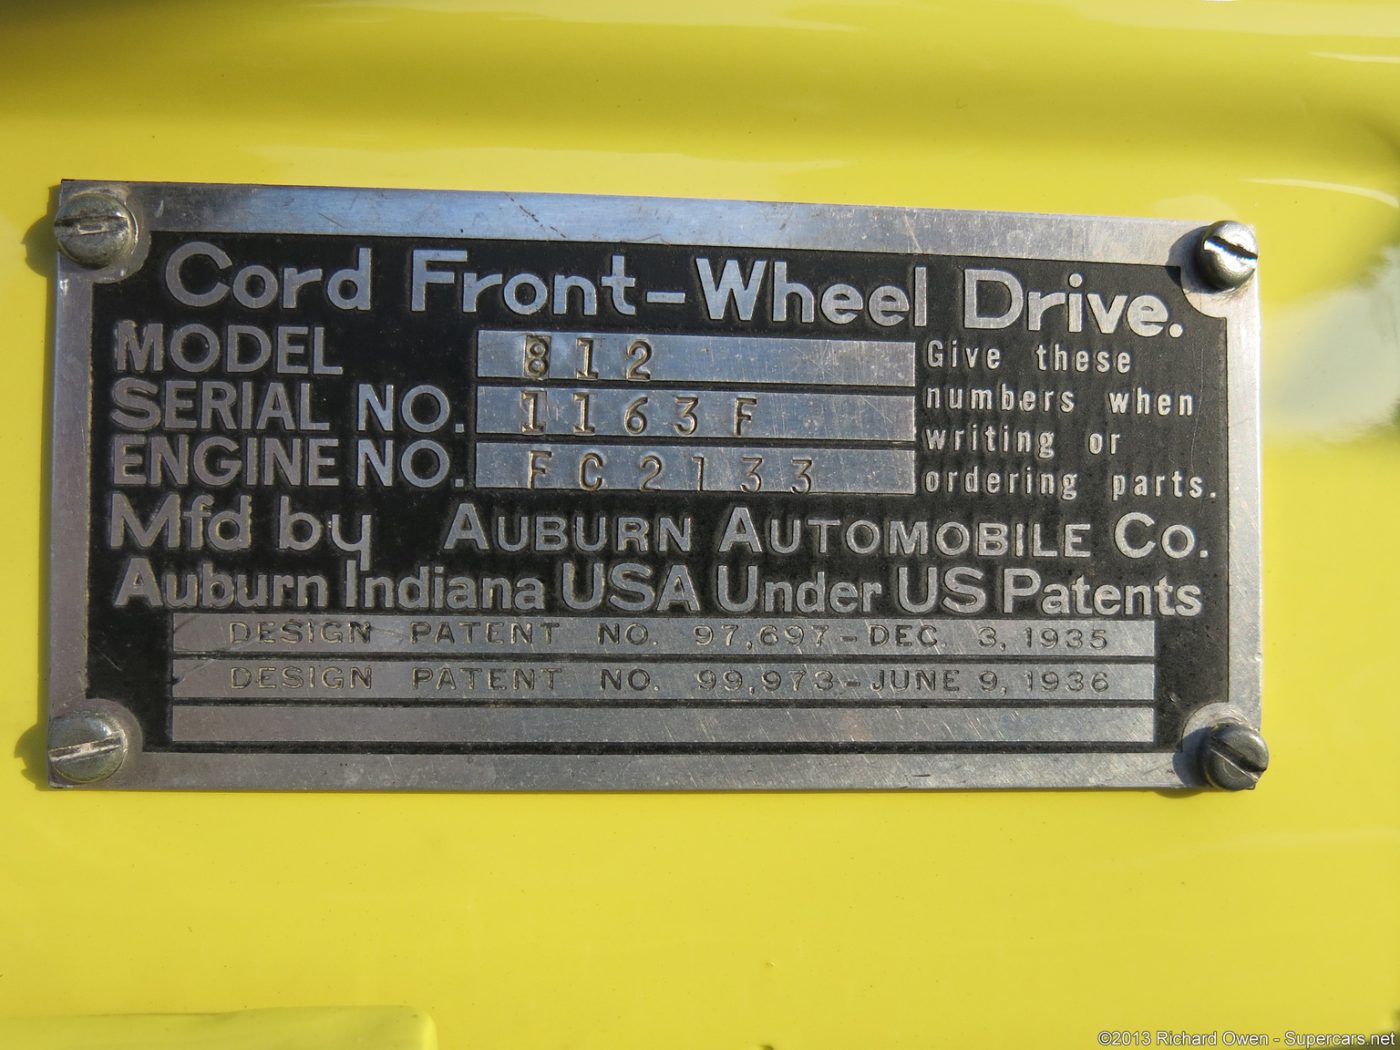 Cord Front-Wheel Drive.
MODEL 812
SERIAL NO. 1163 F
ENGINE NO. FC2133
Give these
numbers when
writing or
ordering parts.
Mfd by AUBURN AUTOMOBILE CO.
Auburn Indiana USA Under US Patents
DESIGN PATENT NO. 97,697-DEC. 3, 1935
DESIGN PATENT NO. 99,973-JUNE 9, 1936
©2013 Richard Owen - Supercars.net